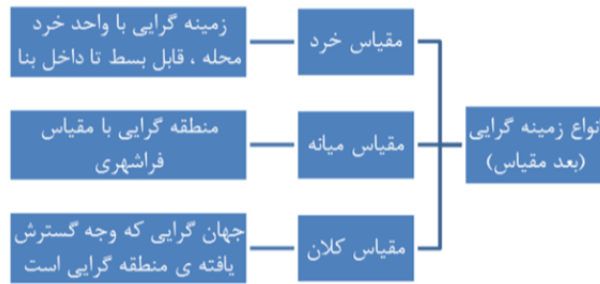 نواع زمینه گرایی
(بعد مقیاس)
مقیاس خرد
زمینه گرایی با واحد خرد
محله ، قابل بسط تا داخل بنا
مقیاس میانه
منطقه گرایی با مقیاس
فراشهری
مقیاس کلان
جهان گرایی که وجه گسترش
یافته ی منطقه گرایی است